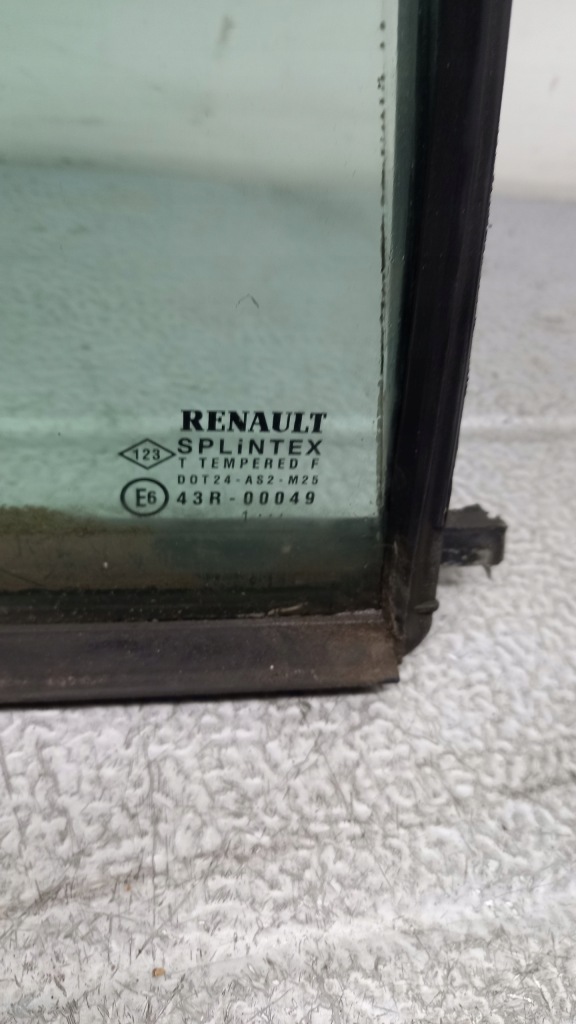 RENAULT
123 SPLiNTEX
T TEMPERED F
DOT24-AS2-M25
E6 43R-00049